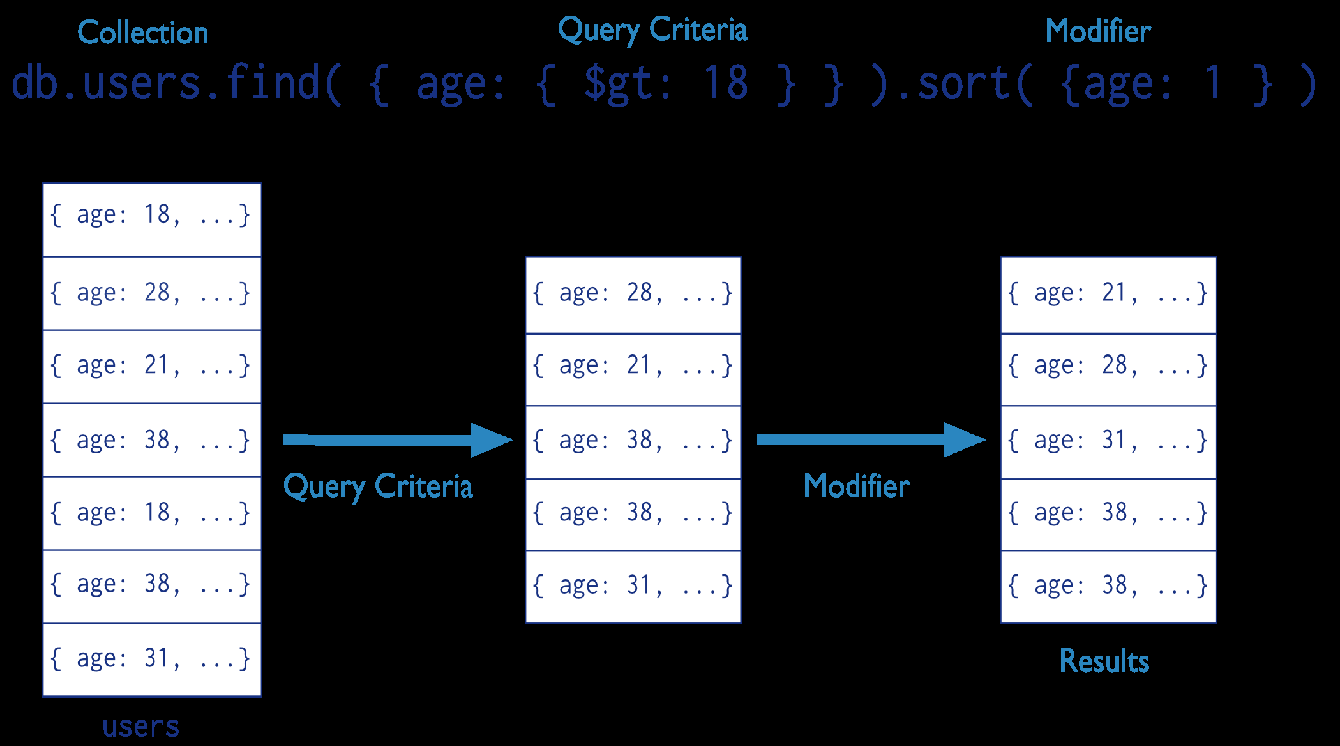 Collection Query Criteria Modifier
db.users.find( { age: { $gt: 18 } } ).sort( {age: 1 } )
{ age: 18, ...}
{ age: 28, ...}
{ age: 21, ...}
{ age: 38, ...}
{ age: 18, ...}
{ age: 38, ...}
{ age: 31, ...}
users
Query Criteria
{ age: 28, ...}
{ age: 21, ...}
{ age: 38, ...}
{ age: 38, ...}
{ age: 31, ...}
Modifier
{ age: 21, ...}
{ age: 28, ...}
{ age: 31, ...}
{ age: 38, ...}
{ age: 38, ...}
Results